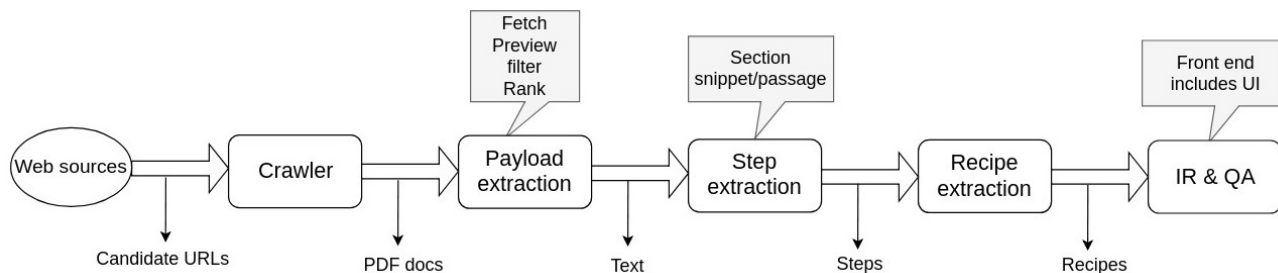 Fetch
Preview
filter
Rank
Section
snippet/passage
Front end
includes UI
Web sources
Crawler
Payload
extraction
Step
extraction
Recipe
extraction
IR & QA
Candidate URLs
PDF docs
Text
Steps
Recipes